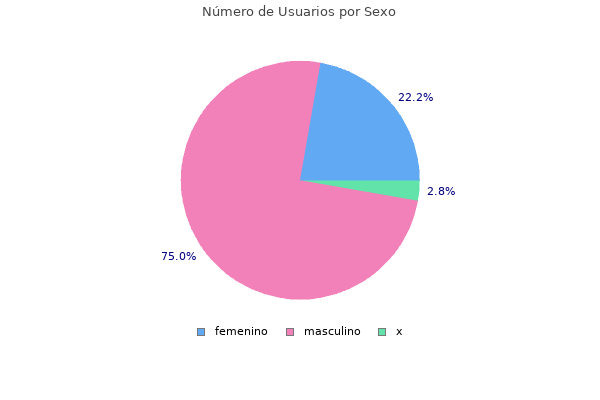 Número de Usuarios por Sexo
22.2%
2.8%
75.0%
femenino masculino x